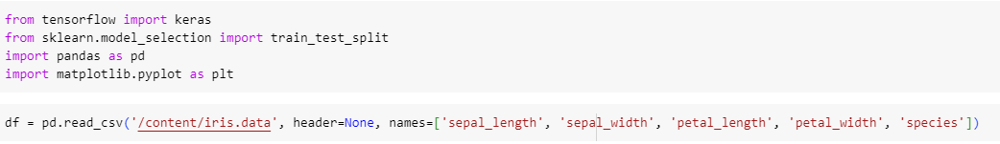 from tensorflow import keras
from sklearn.model_selection import train_test_split
import pandas as pd
import matplotlib.pyplot as plt
df = pd.read_csv('/content/iris.data', header=None, names=['sepal_length', 'sepal_width', 'petal_length', 'petal_width', 'species'])